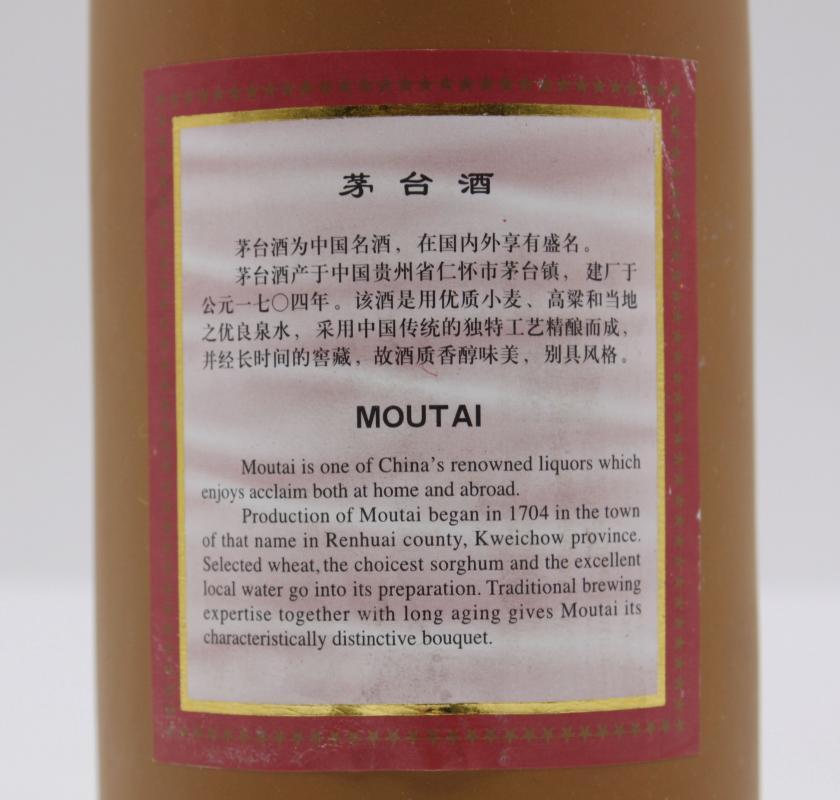 茅台酒
茅台酒为中国名酒，在国内外享有盛名。
茅台酒产于中国贵州省仁怀市茅台镇，建厂于
公元一七〇四年。该酒是用优质小麦、高粱和当地
之优良泉水，采用中国传统的独特工艺精酿而成，
并经长时间的窖藏，故酒质香醇味美，别具风格。
MOUTAI
Moutai is one of China's renowned liquors which
enjoys acclaim both at home and abroad.
Production of Moutai began in 1704 in the town
of that name in Renhuai county, Kweichow province.
Selected wheat, the choicest sorghum and the excellent
local water go into its preparation. Traditional brewing
expertise together with long aging gives Moutai its
characteristically distinctive bouquet.